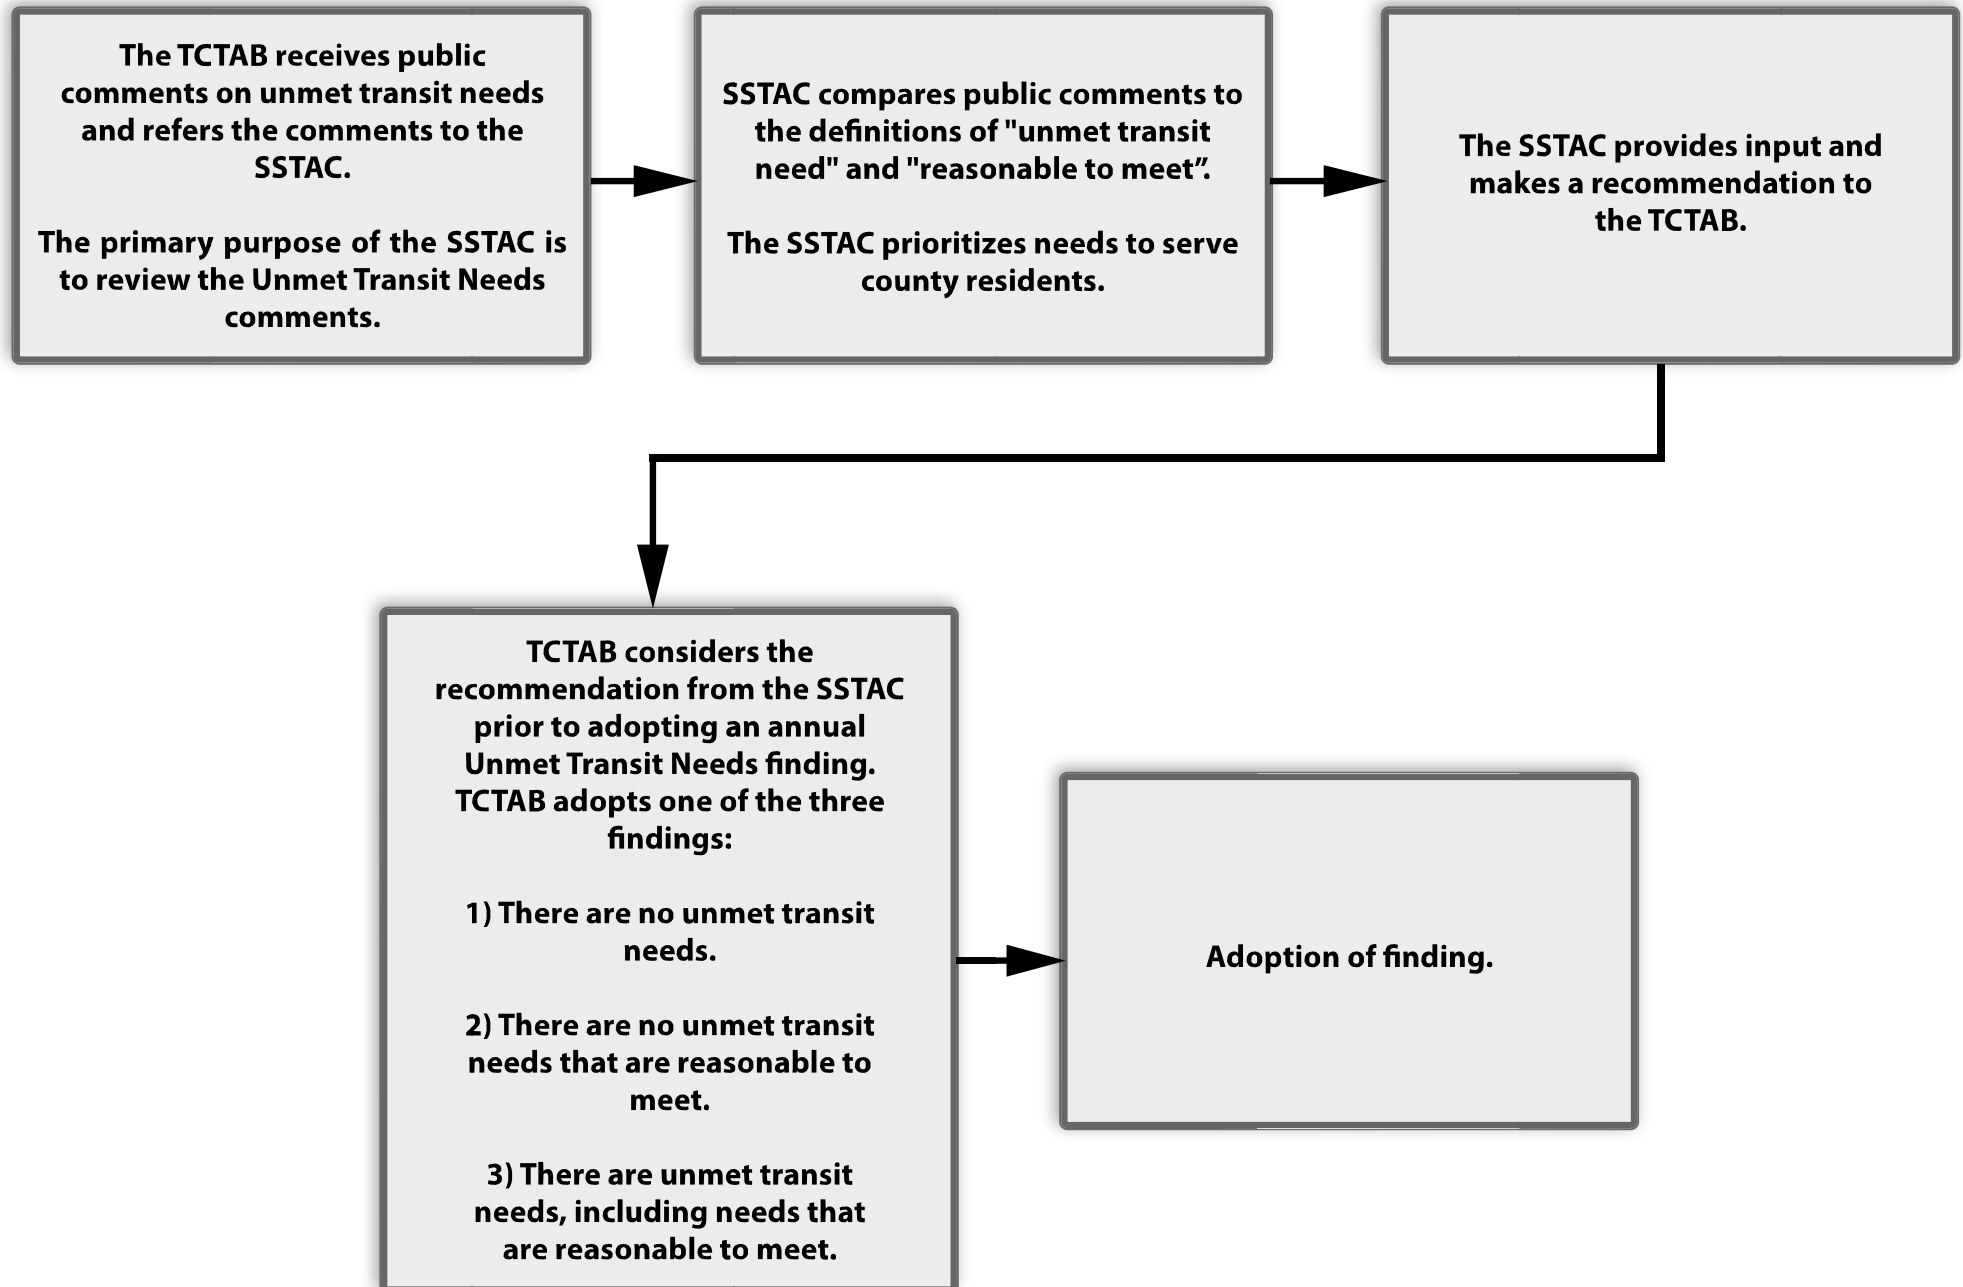 The TCTAB receives public
comments on unmet transit needs
and refers the comments to the
SSTAC.
The primary purpose of the SSTAC is
to review the Unmet Transit Needs
comments.
SSTAC compares public comments to
the definitions of "unmet transit
need" and "reasonable to meet”.
The SSTAC prioritizes needs to serve
county residents.
The SSTAC provides input and
makes a recommendation to
the TCTAB.
TCTAB considers the
recommendation from the SSTAC
prior to adopting an annual
Unmet Transit Needs finding.
TCTAB adopts one of the three
findings:
1) There are no unmet transit
needs.
2) There are no unmet transit
needs that are reasonable to
meet.
3) There are unmet transit
needs, including needs that
are reasonable to meet.
Adoption of finding.